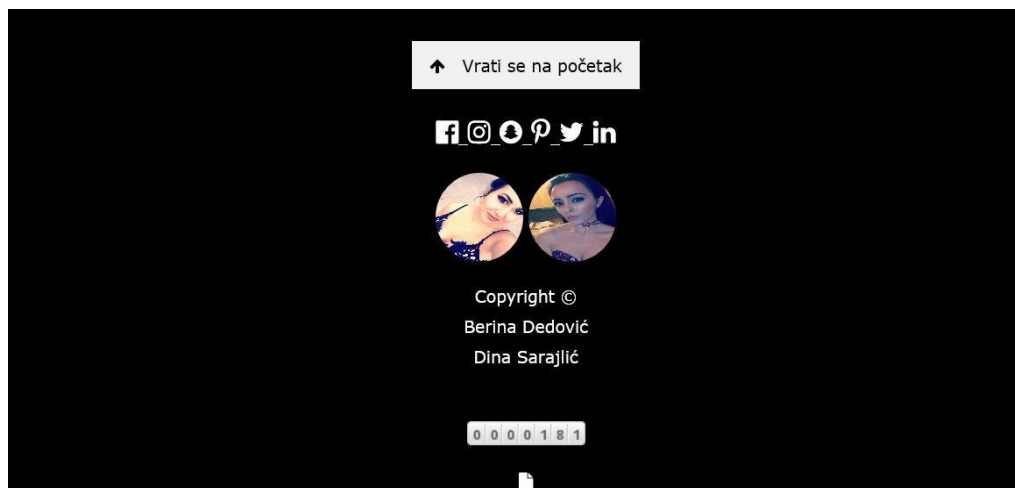 Vrati se na početak
Copyright ©
Berina Dedović
Dina Sarajlić
0000181